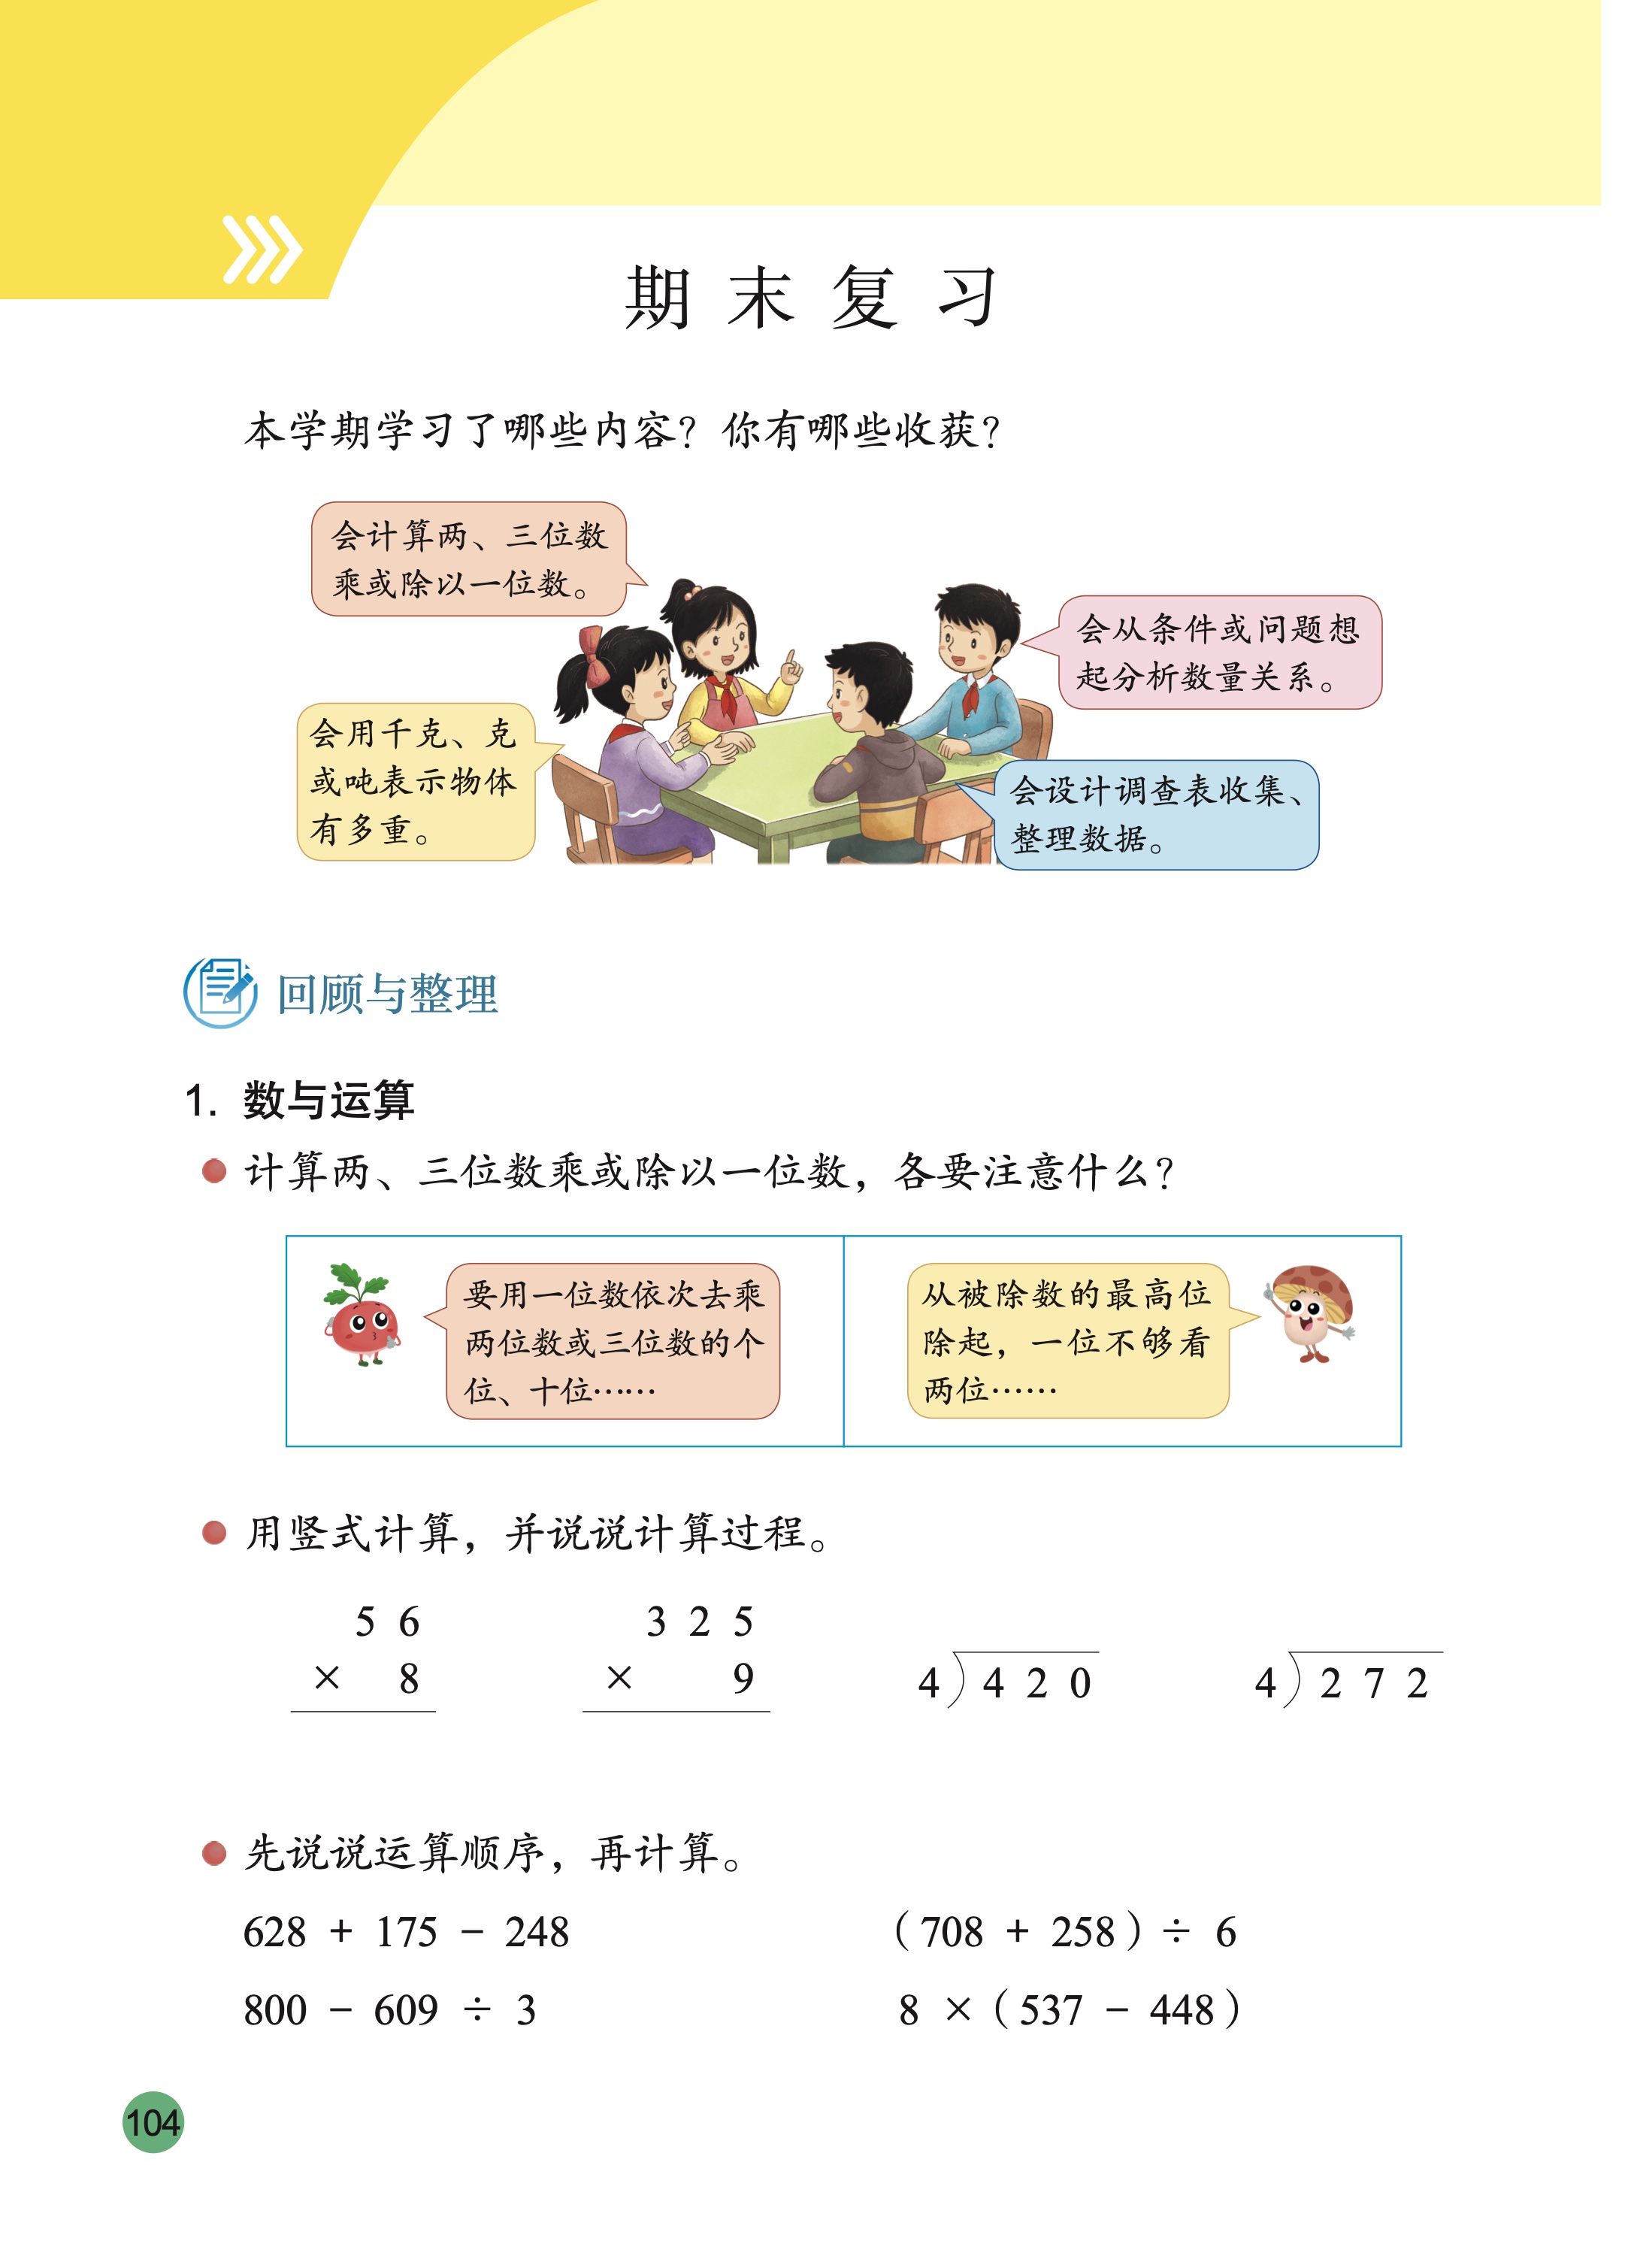 期末复习
本学期学习了哪些内容？你有哪些收获？
会计算两、三位数
乘或除以一位数。
会从条件或问题想
起分析数量关系。
会用千克、克
或吨表示物体
有多重。
会设计调查表收集、
整理数据。
回顾与整理
1. 数与运算
计算两、三位数乘或除以一位数，各要注意什么？
要用一位数依次去乘
两位数或三位数的个
位、十位……
从被除数的最高位
除起，一位不够看
两位……
用竖式计算，并说说计算过程。
5 6
× 8
3 2 5
× 9
4)4 2 0
4)2 7 2
先说说运算顺序，再计算。
628 + 175 − 248
（708 + 258）÷ 6
800 − 609 ÷ 3
8 ×（537 − 448）
104